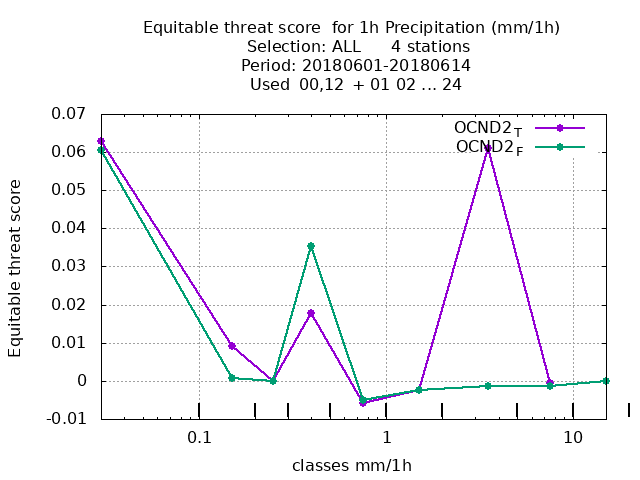 Equitable threat score  for 1h Precipitation (mm/1h)
Selection: ALL      4 stations
Period: 20180601-20180614
Used  00,12  + 01 02 ... 24
OCND2T
OCND2F
Equitable threat score
0.07
0.06
0.05
0.04
0.03
0.02
0.01
0
-0.01
0.1
1
10
classes mm/1h